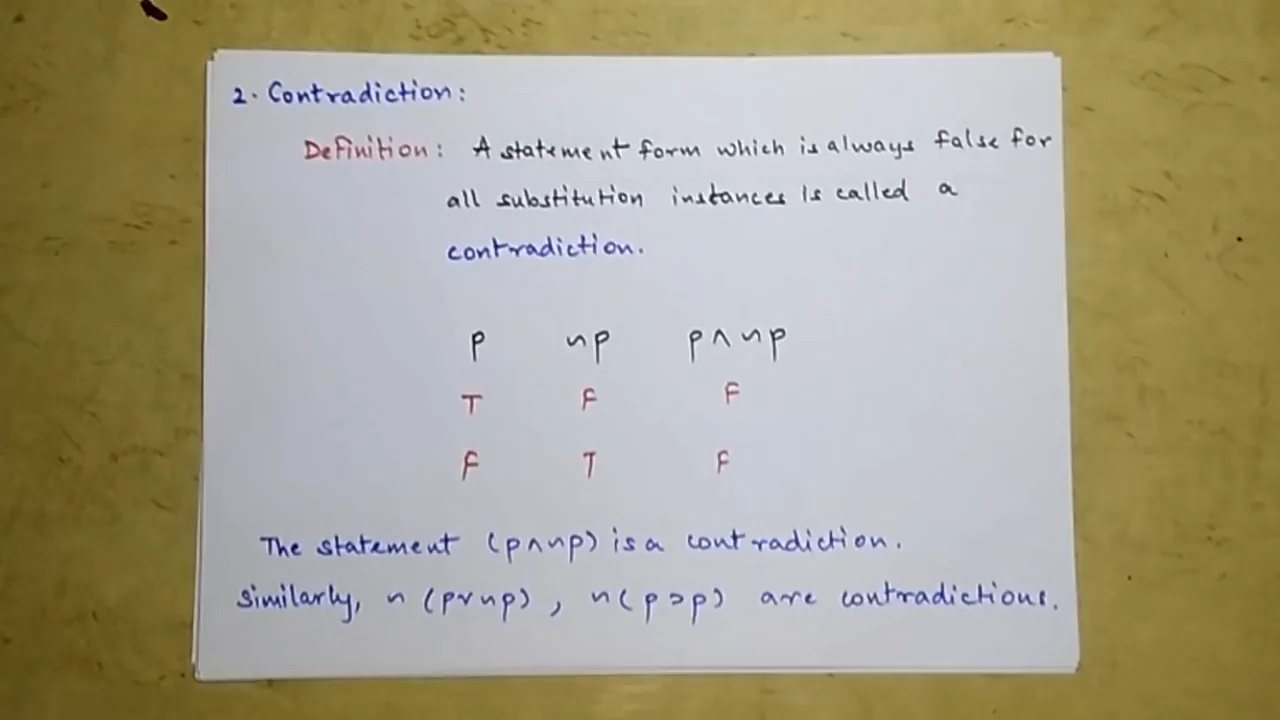 2. Contradiction:
Definition: A statement form which is always false for
all substitution instances is called a
contradiction.
p ~p p ∧ ~p
T F F
F T F
The statement (p ∧ ~p) is a contradiction.
Similarly, ~ (p ∨ ~p) , ~ (p ⊃ p) are contradictions.